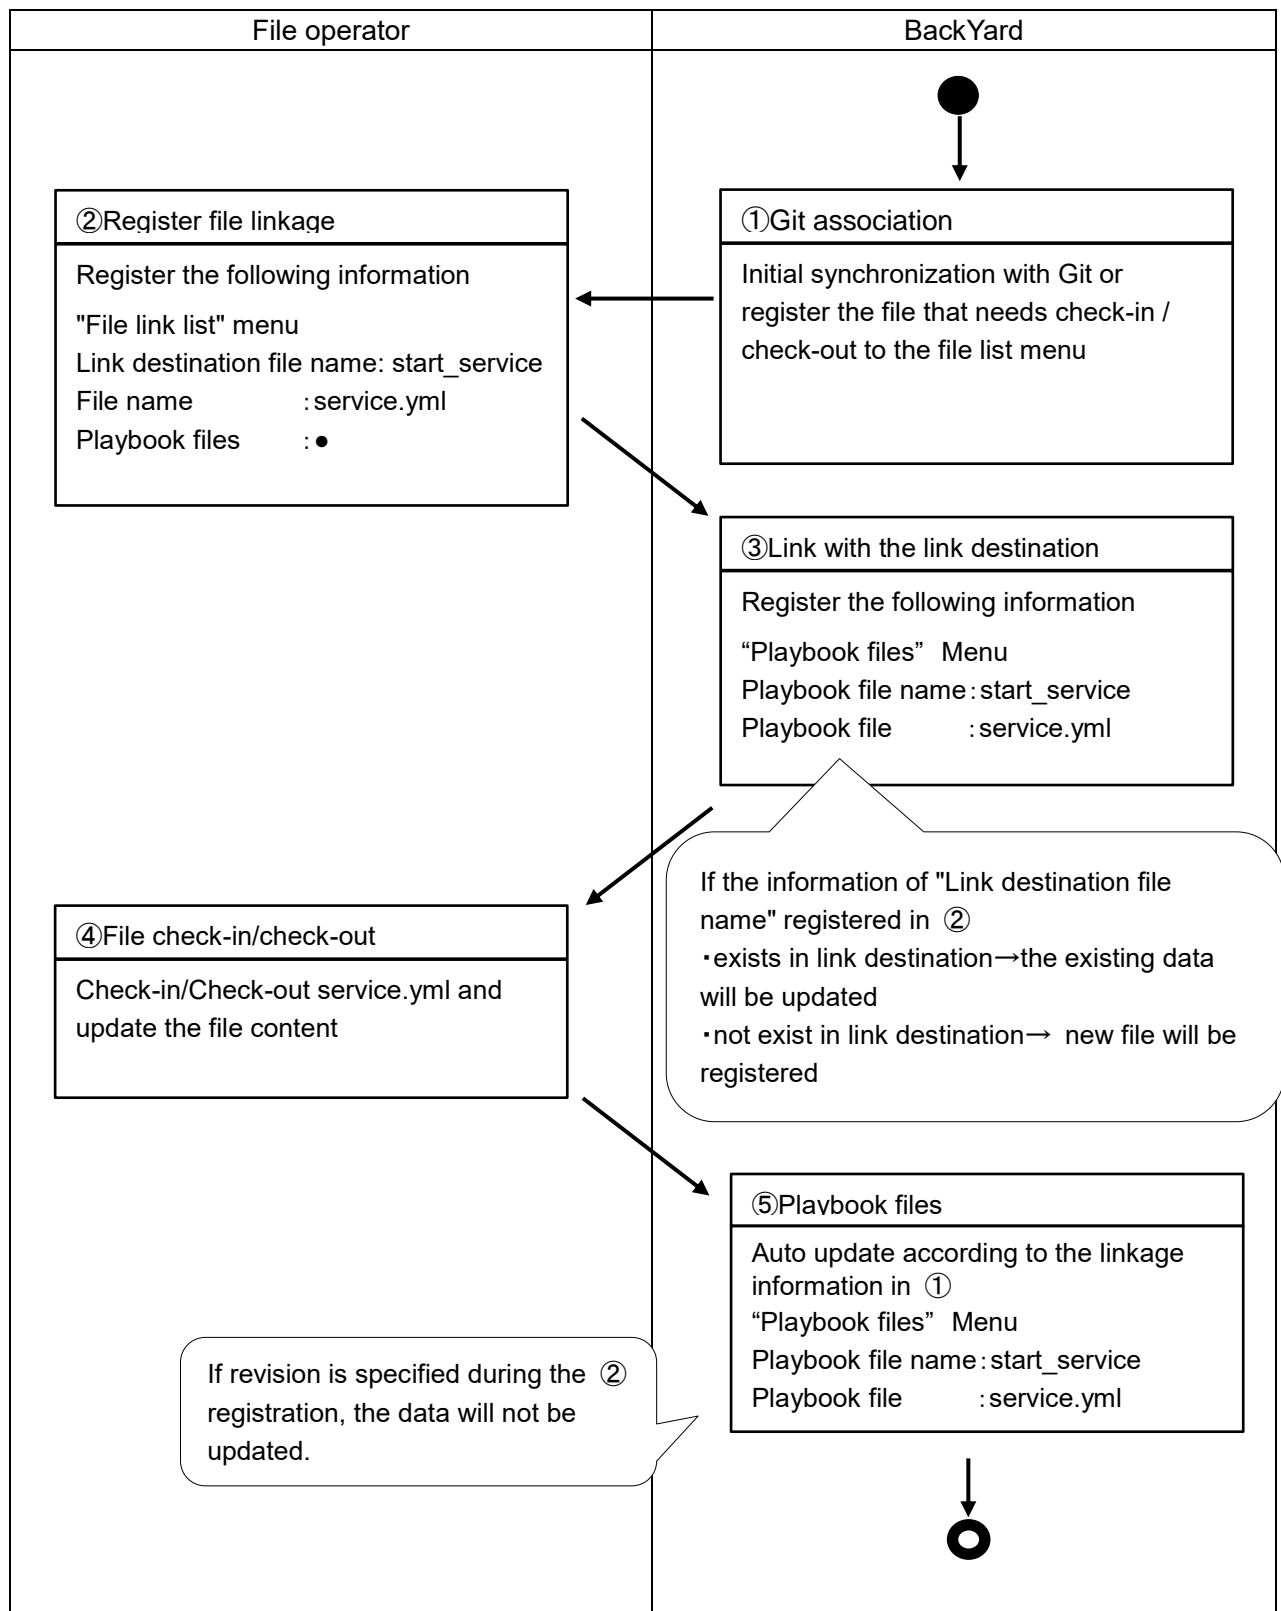 File operator
BackYard
①Git association
Initial synchronization with Git or
register the file that needs check-in /
check-out to the file list menu
②Register file linkage
Register the following information
"File link list" menu
Link destination file name: start_service
File name :service.yml
Playbook files :●
③Link with the link destination
Register the following information
“Playbook files” Menu
Playbook file name:start_service
Playbook file :service.yml
If the information of "Link destination file
name" registered in ②
・exists in link destination→the existing data
will be updated
・not exist in link destination→ new file will be
registered
④File check-in/check-out
Check-in/Check-out service.yml and
update the file content
⑤Playbook files
Auto update according to the linkage
information in ①
“Playbook files” Menu
Playbook file name:start_service
Playbook file :service.yml
If revision is specified during the ②
registration, the data will not be
updated.